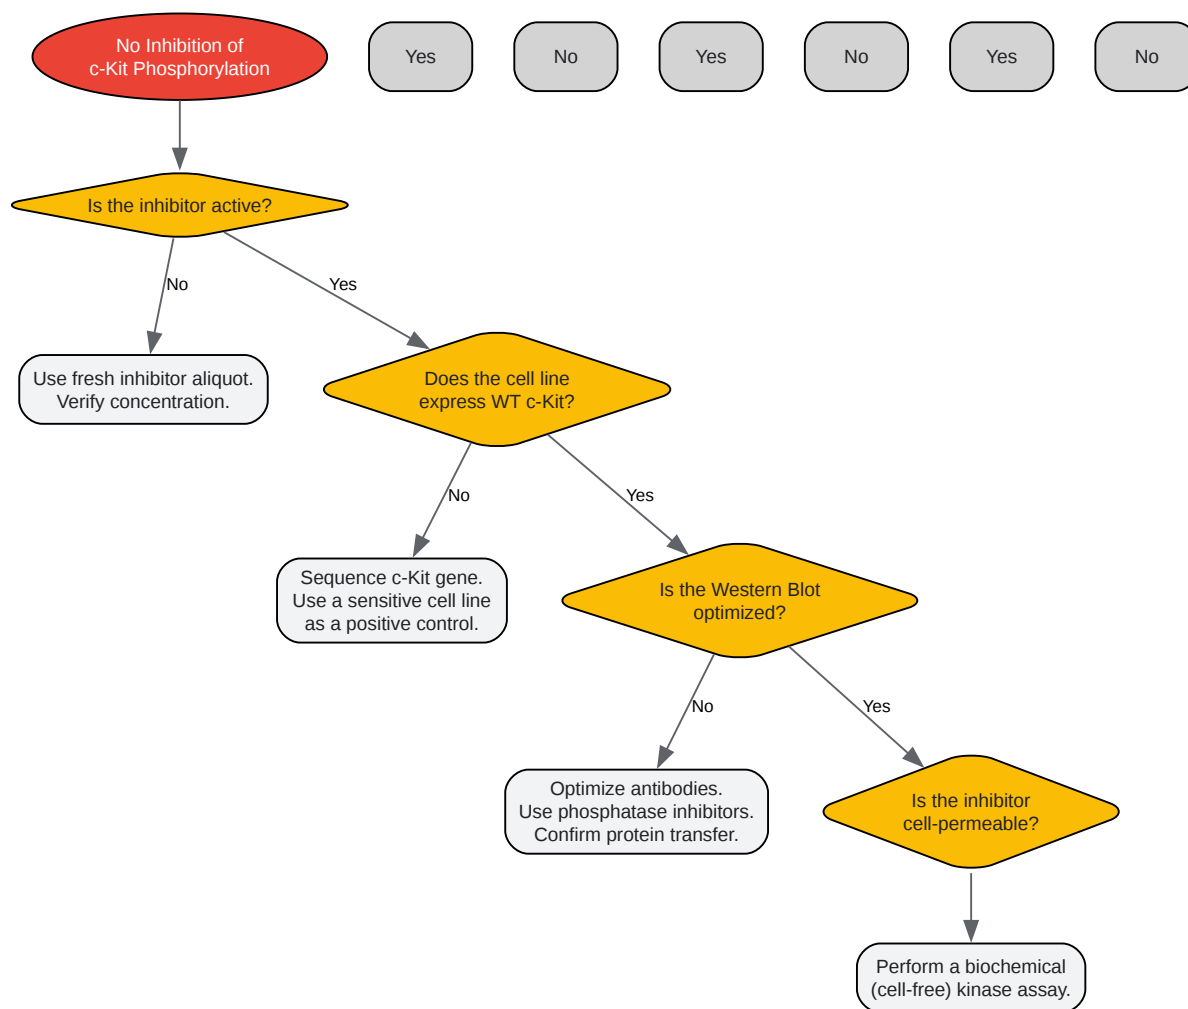 No Inhibition of
c-Kit Phosphorylation
Yes
No
Yes
No
Yes
No
Is the inhibitor active?
No
Yes
Use fresh inhibitor aliquot.
Verify concentration.
Does the cell line
express WT c-Kit?
No
Yes
Sequence c-Kit gene.
Use a sensitive cell line
as a positive control.
Is the Western Blot
optimized?
No
Yes
Optimize antibodies.
Use phosphatase inhibitors.
Confirm protein transfer.
Is the inhibitor
cell-permeable?
Perform a biochemical
(cell-free) kinase assay.